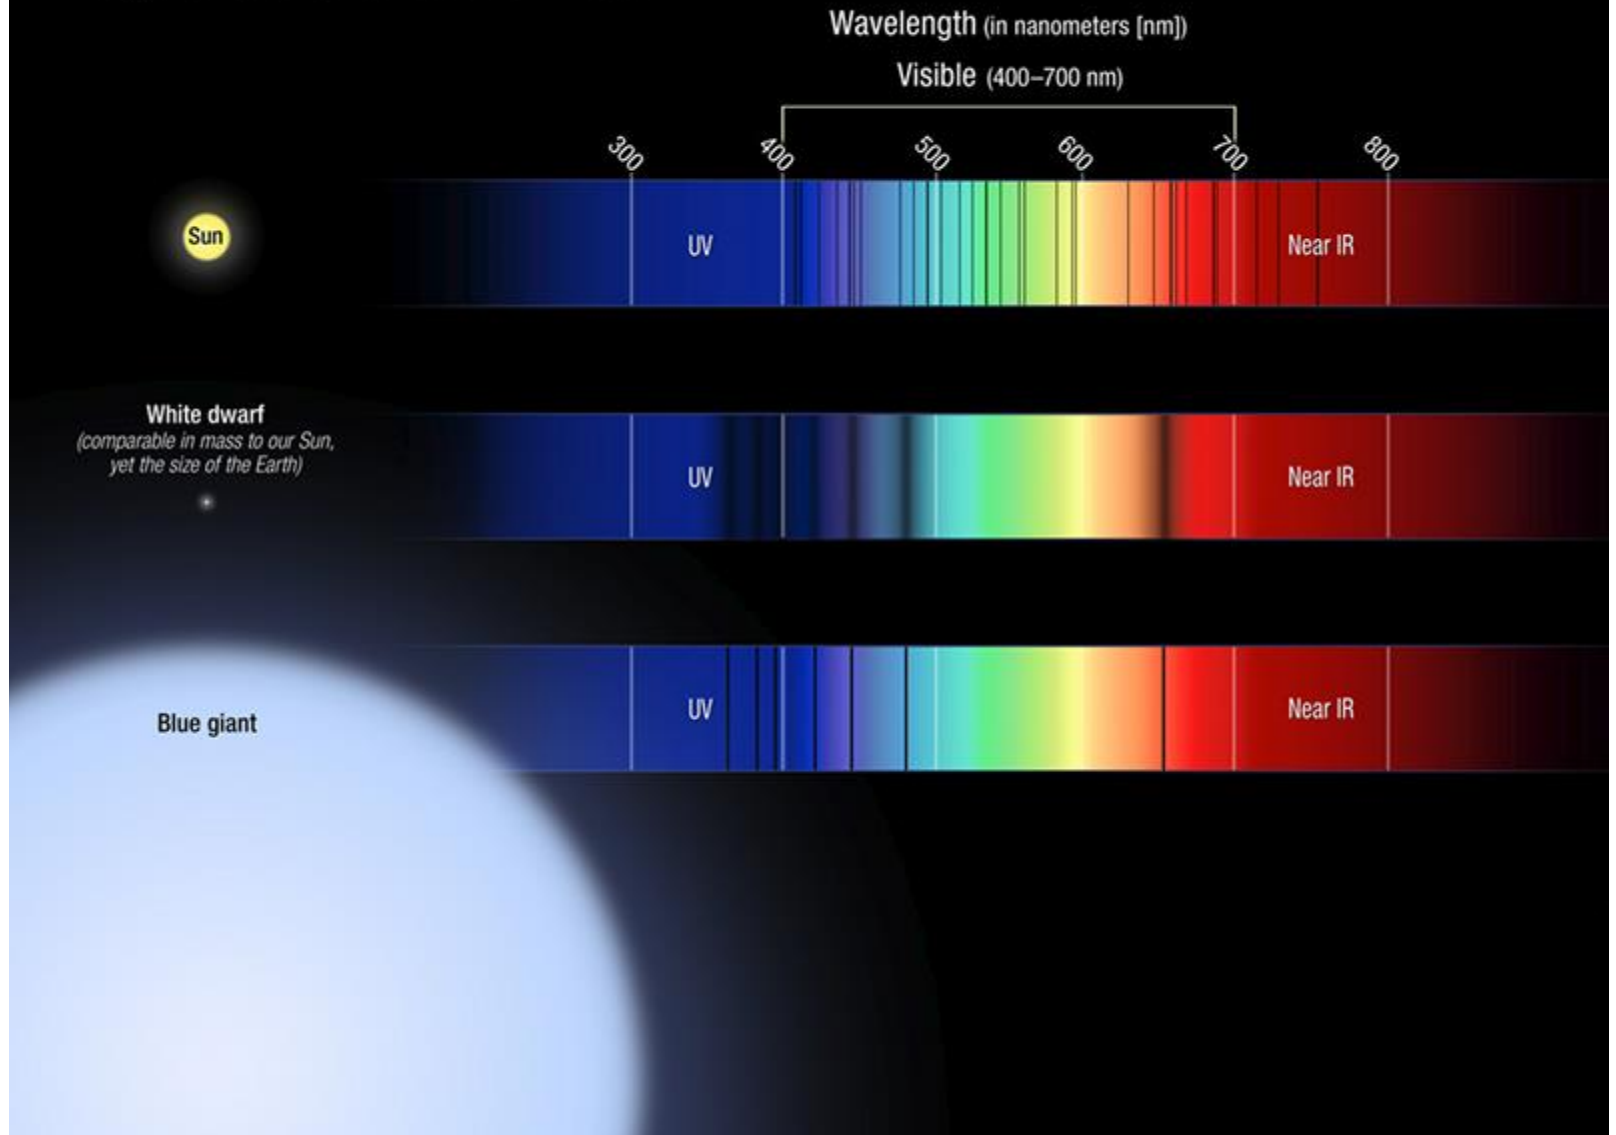 Wavelength (in nanometers [nm])
Visible (400–700 nm)
300 400 500 600 700 800
Sun
UV
Near IR
White dwarf
(comparable in mass to our Sun,
yet the size of the Earth)
UV
Near IR
Blue giant
UV
Near IR